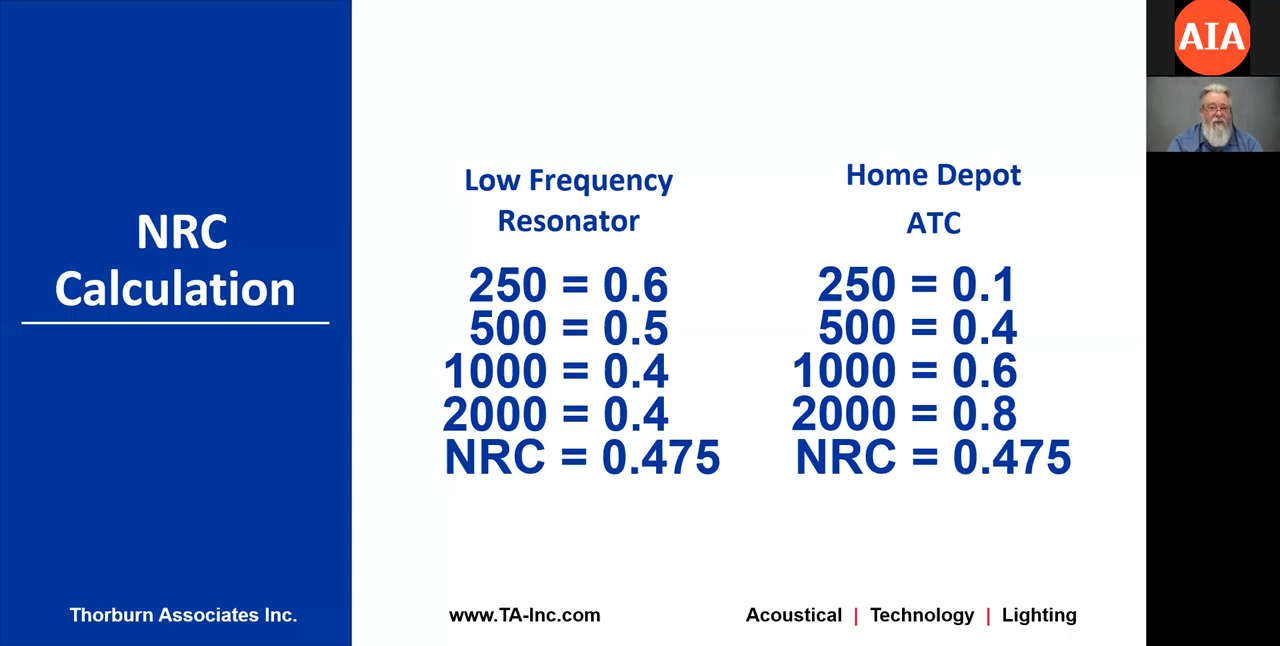 AIA
NRC
Calculation
Low Frequency
Resonator
250 = 0.6
500 = 0.5
1000 = 0.4
2000 = 0.4
NRC = 0.475
Home Depot
ATC
250 = 0.1
500 = 0.4
1000 = 0.6
2000 = 0.8
NRC = 0.475
Thorburn Associates Inc.
www.TA-Inc.com
Acoustical | Technology | Lighting